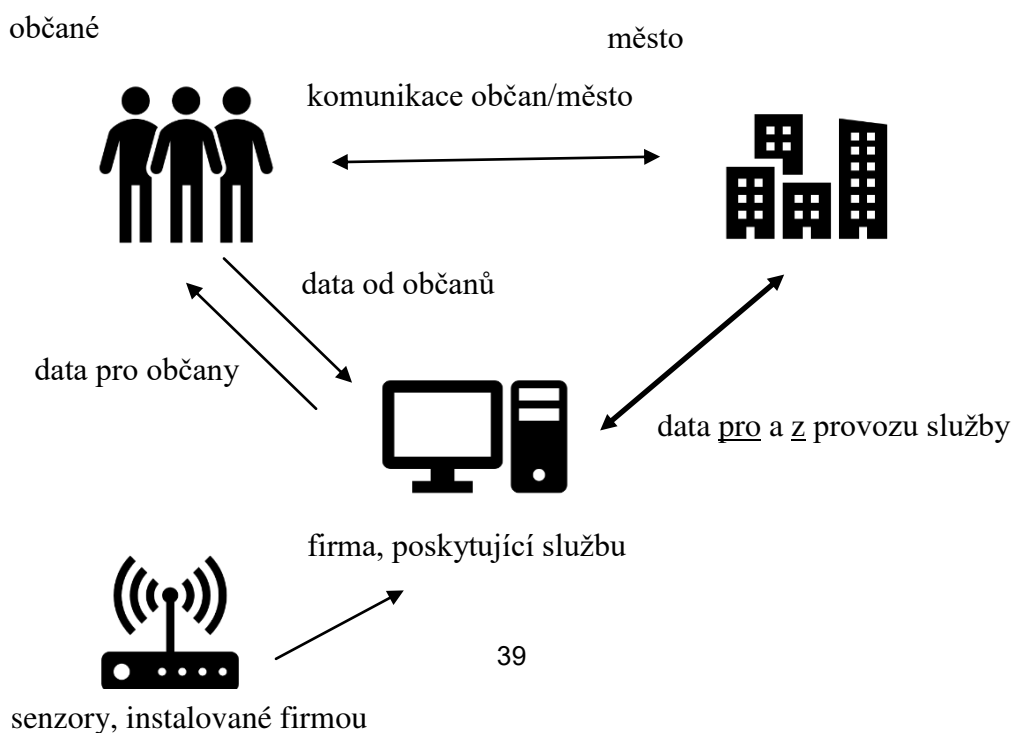 občané
město
komunikace občan/město
data od občanů
data pro občany
data pro a z provozu služby
firma, poskytující službu
39
senzory, instalované firmou